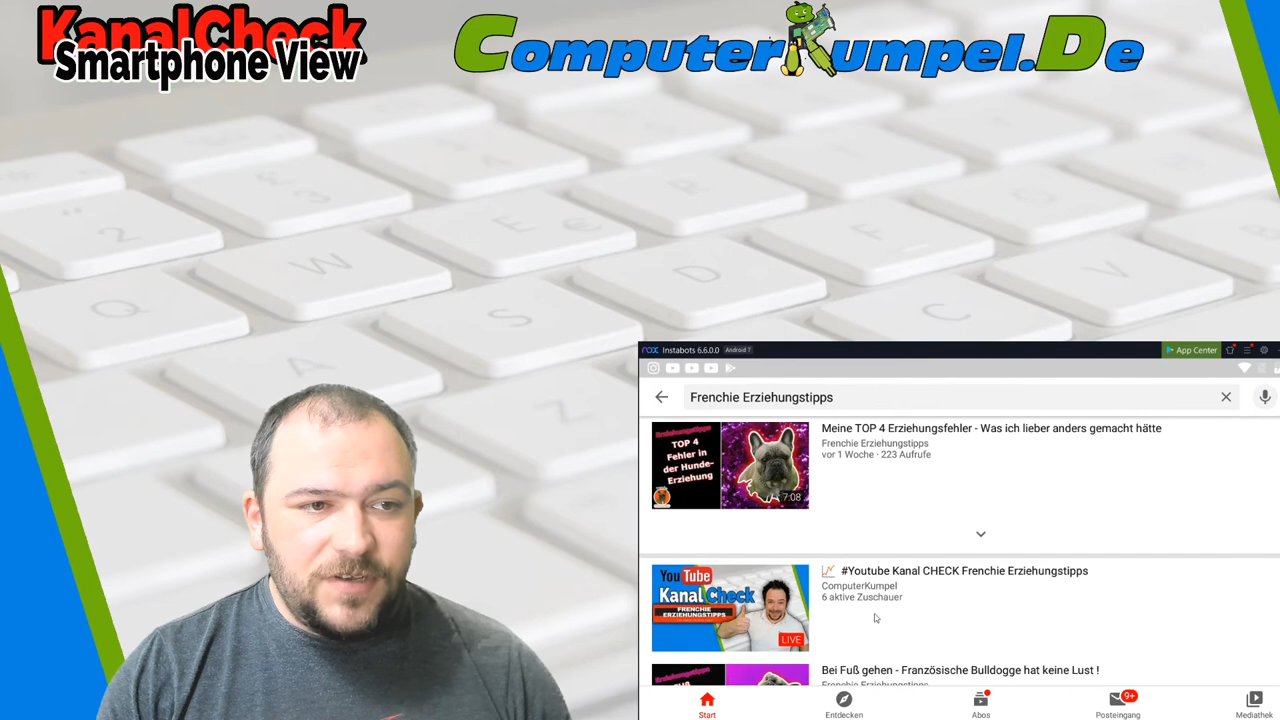 KanalCheck
Smartphone View
ComputerKumpel.De
nox Instabots 6.6.0.0 Android 7
App Center
Frenchie Erziehungstipps
Meine TOP 4 Erziehungsfehler - Was ich lieber anders gemacht hätte
Frenchie Erziehungstipps
vor 1 Woche · 223 Aufrufe
Erziehungstipps
TOP 4
Fehler in
der Hunde-
Erziehung
7:08
#Youtube Kanal CHECK Frenchie Erziehungstipps
ComputerKumpel
6 aktive Zuschauer
YouTube
KanalCheck
FRENCHIE
ERZIEHUNGSTIPPS
LIVE
Bei Fuß gehen - Französische Bulldogge hat keine Lust !
Frenchie Erziehungstipps
Start
Entdecken
Abos
9+
Posteingang
Mediathek
2
W
E
€
R
F
D
V
C
Q
S
A
Z